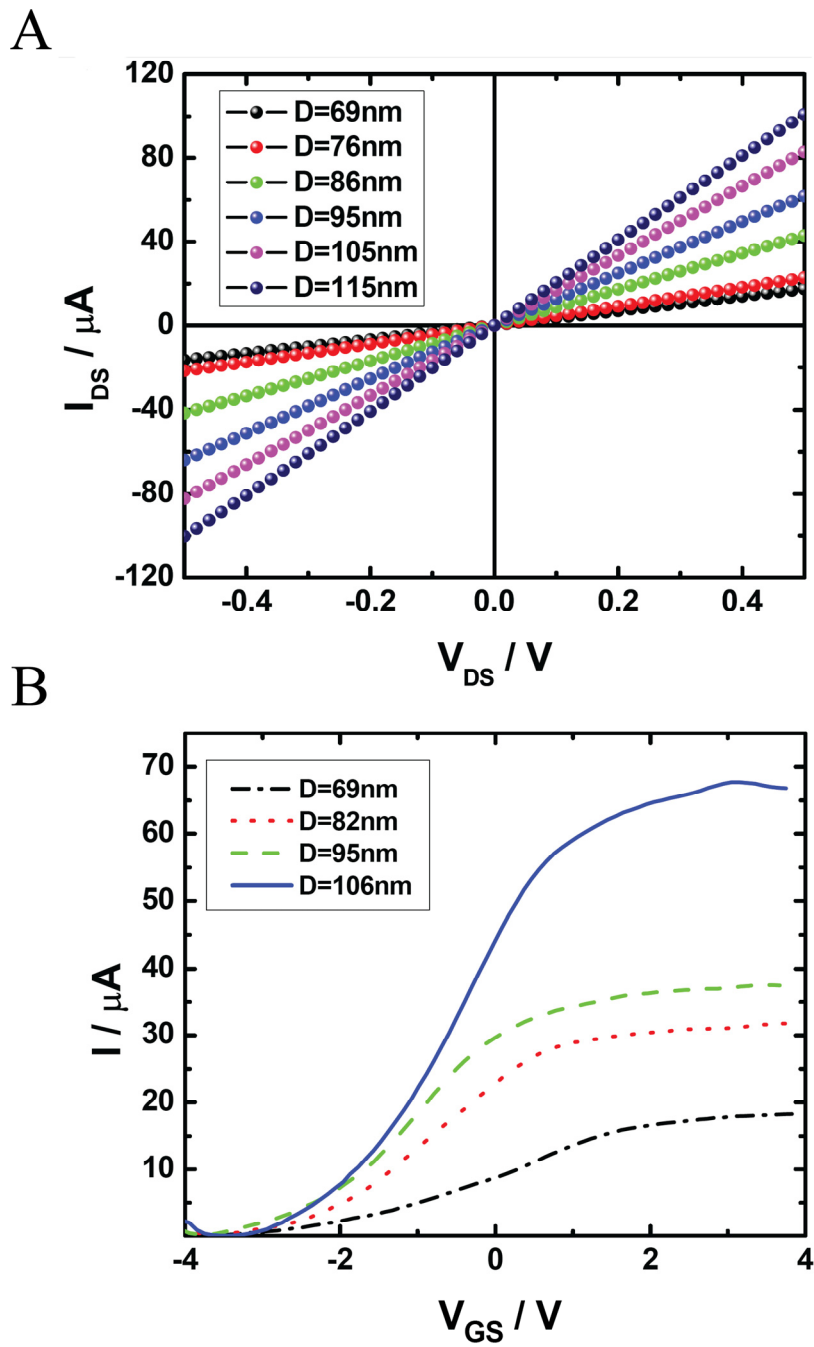 A
120
80
40
0
-40
-80
-120
I_DS / μA
D=69nm
D=76nm
D=86nm
D=95nm
D=105nm
D=115nm
-0.4 -0.2 0.0 0.2 0.4
V_DS / V
B
70
60
50
40
30
20
10
I / μA
D=69nm
D=82nm
D=95nm
D=106nm
-4 -2 0 2 4
V_GS / V